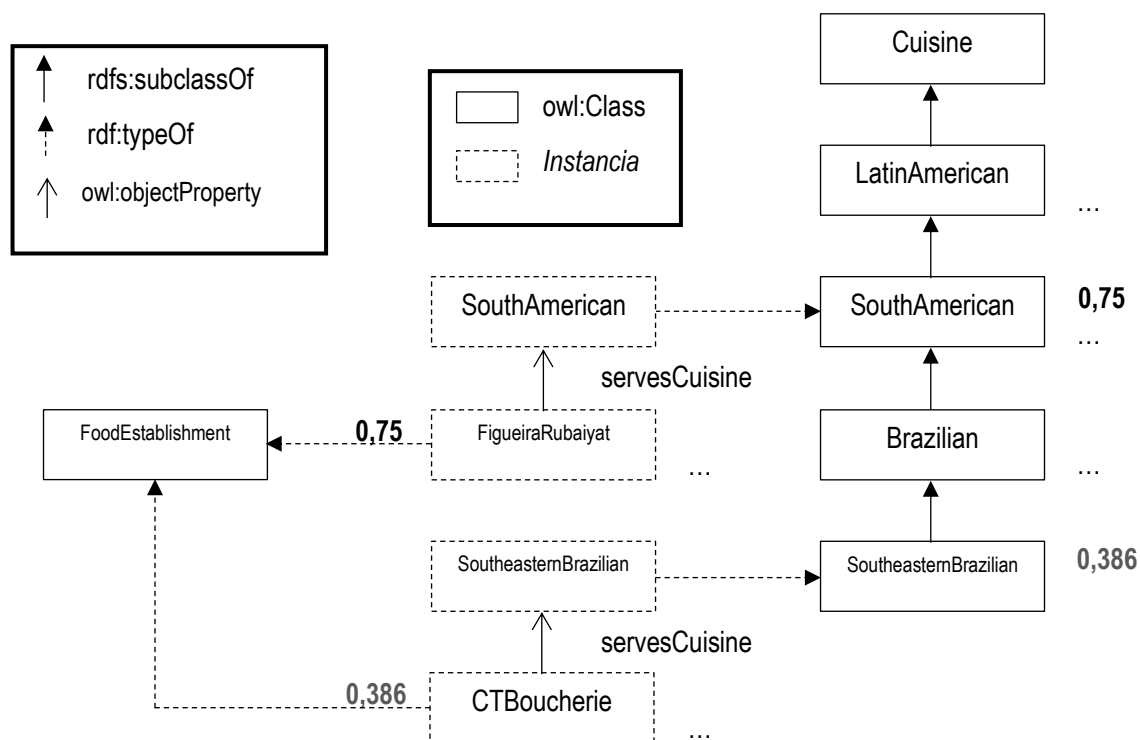 Cuisine
rdfs:subclassOf
rdf:typeOf
owl:objectProperty
owl:Class
Instancia
LatinAmerican
...
SouthAmerican
SouthAmerican
0,75
...
servesCuisine
FoodEstablishment
0,75
FigueiraRubaiyat
...
Brazilian
...
SoutheasternBrazilian
SoutheasternBrazilian
0,386
servesCuisine
0,386
CTBoucherie
...